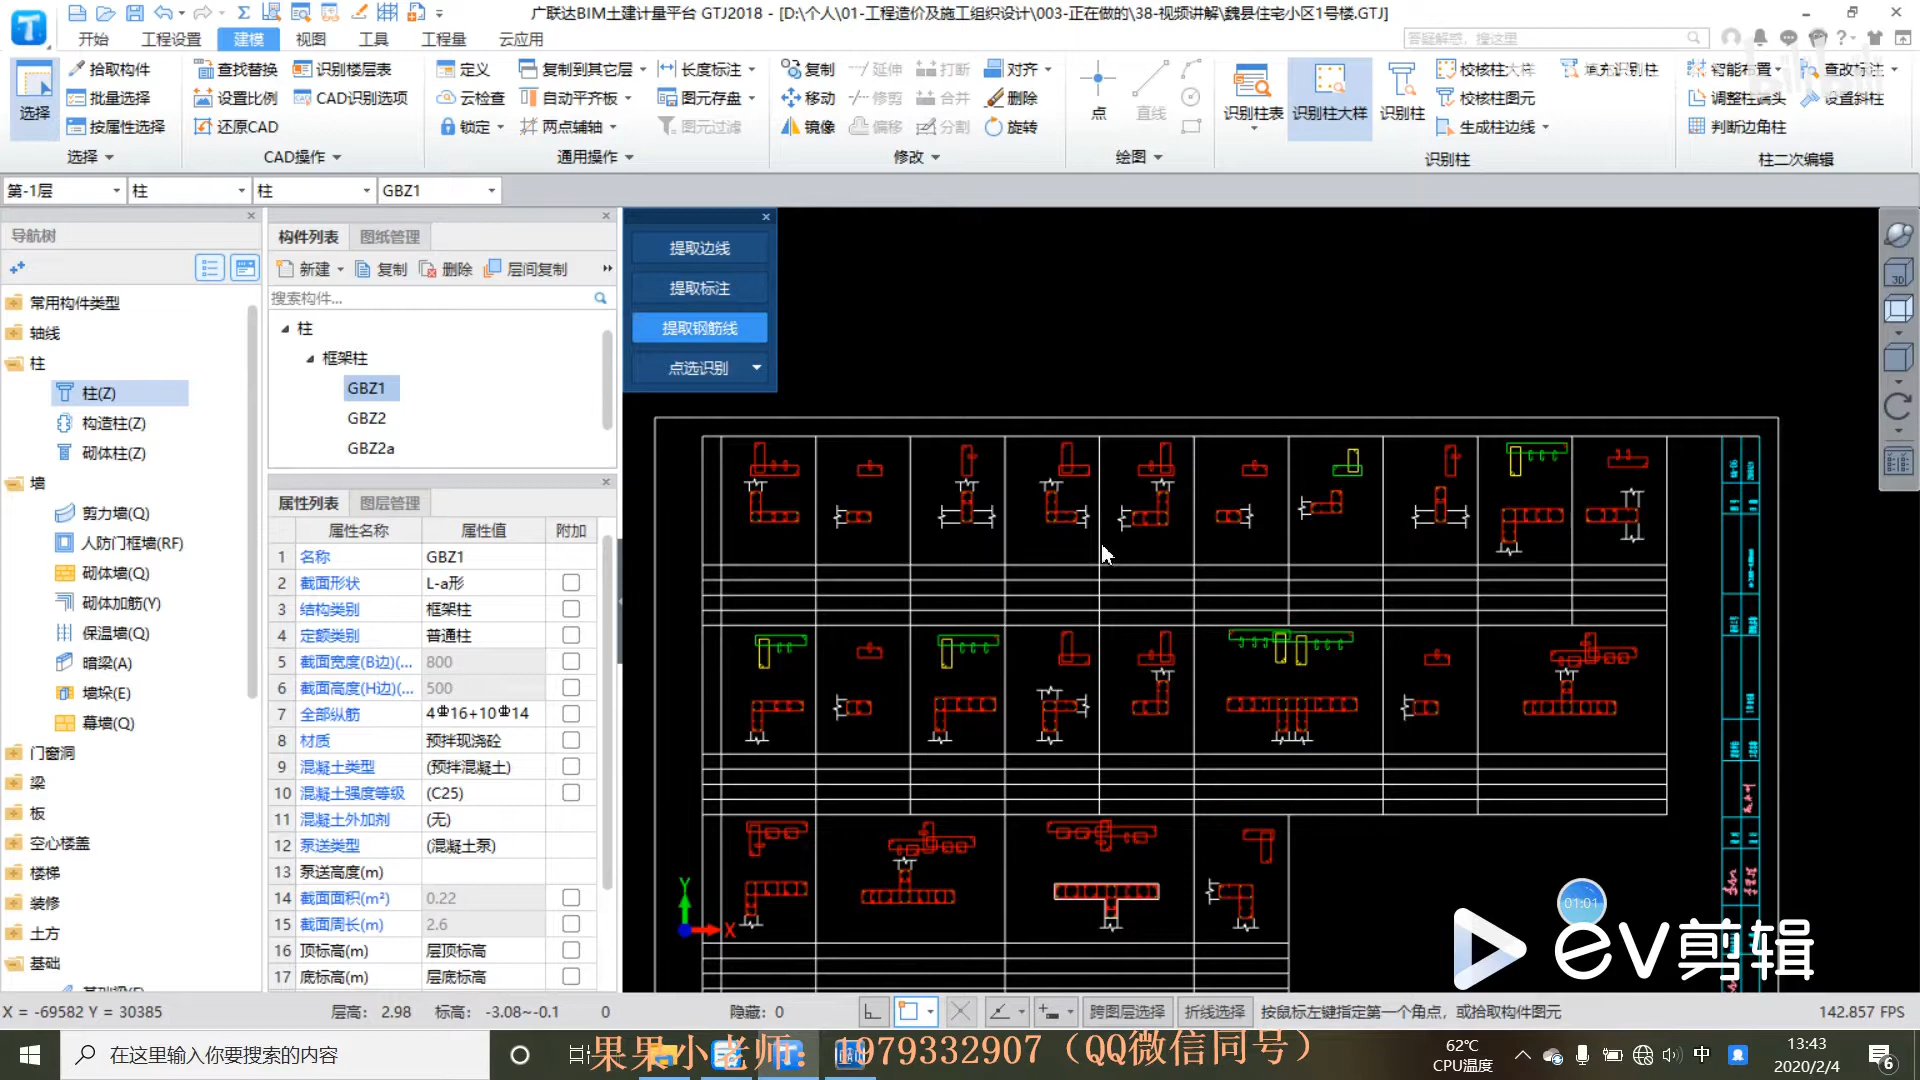 广联达BIM土建计量平台 GTJ2018 - [D:\个人\01-工程造价及施工组织设计\003-正在做的\38-视频讲解\魏县住宅小区1号楼.GTJ]
开始 工程设置 建模 视图 工具 工程量 云应用
答疑解惑，搜这里
选择
拾取构件
批量选择
按属性选择
选择
查找替换
设置比例
还原CAD
识别楼层表
CAD识别选项
CAD操作
定义
云检查
锁定
复制到其它层
自动平齐板
两点辅轴
长度标注
图元存盘
图元过滤
通用操作
复制
移动
镜像
延伸
修剪
偏移
打断
合并
分割
对齐
删除
旋转
修改
点
直线
绘图
识别柱表
识别柱大样
识别柱
校核柱大样
校核柱图元
生成柱边线
填充识别柱
识别柱
智能布置
调整柱端头
判断边角柱
查改标注
设置斜柱
柱二次编辑
第-1层 柱 柱 GBZ1
导航树
常用构件类型
轴线
柱
柱(Z)
构造柱(Z)
砌体柱(Z)
墙
剪力墙(Q)
人防门框墙(RF)
砌体墙(Q)
砌体加筋(Y)
保温墙(Q)
暗梁(A)
墙垛(E)
幕墙(Q)
门窗洞
梁
板
空心楼盖
楼梯
装修
土方
基础
构件列表 图纸管理
新建 复制 删除 层间复制
搜索构件...
柱
框架柱
GBZ1
GBZ2
GBZ2a
属性列表 图层管理
属性名称 属性值 附加
1 名称 GBZ1
2 截面形状 L-a形
3 结构类别 框架柱
4 定额类别 普通柱
5 截面宽度(B边)(... 800
6 截面高度(H边)(... 500
7 全部纵筋 4⌽16+10⌽14
8 材质 预拌现浇砼
9 混凝土类型 (预拌混凝土)
10 混凝土强度等级 (C25)
11 混凝土外加剂 (无)
12 泵送类型 (混凝土泵)
13 泵送高度(m)
14 截面面积(m²) 0.22
15 截面周长(m) 2.6
16 顶标高(m) 层顶标高
17 底标高(m) 层底标高
提取边线
提取标注
提取钢筋线
点选识别
3D
Y
X
01:01
EV剪辑
X = -69582 Y = 30385 层高： 2.98 标高： -3.08~-0.1 0 隐藏：0 跨图层选择 折线选择 按鼠标左键指定第一个角点，或拾取构件图元 142.857 FPS
在这里输入你要搜索的内容
果果小老师：1979332907（QQ微信同号）
62℃
CPU温度
中
13:43
2020/2/4
6